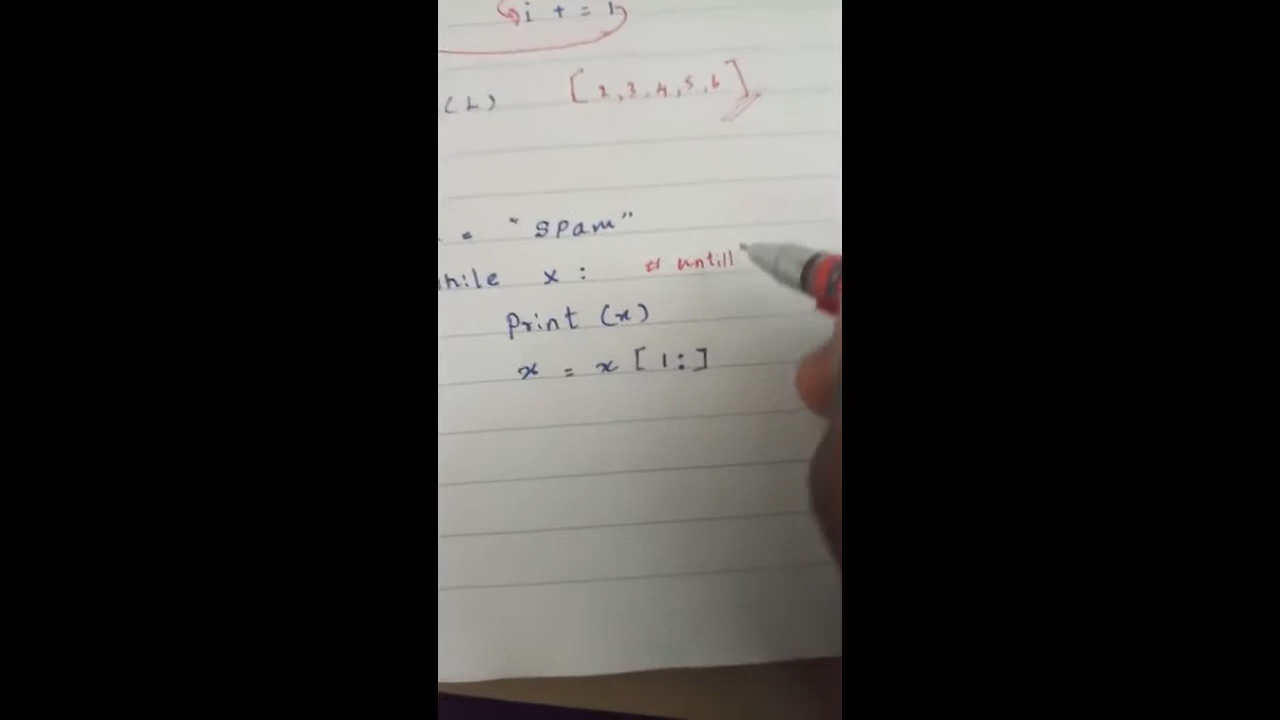 i + = 1
(L) [2,3,4,5,6]
= "spam"
hile x: # untill
print (x)
x = x [1:]